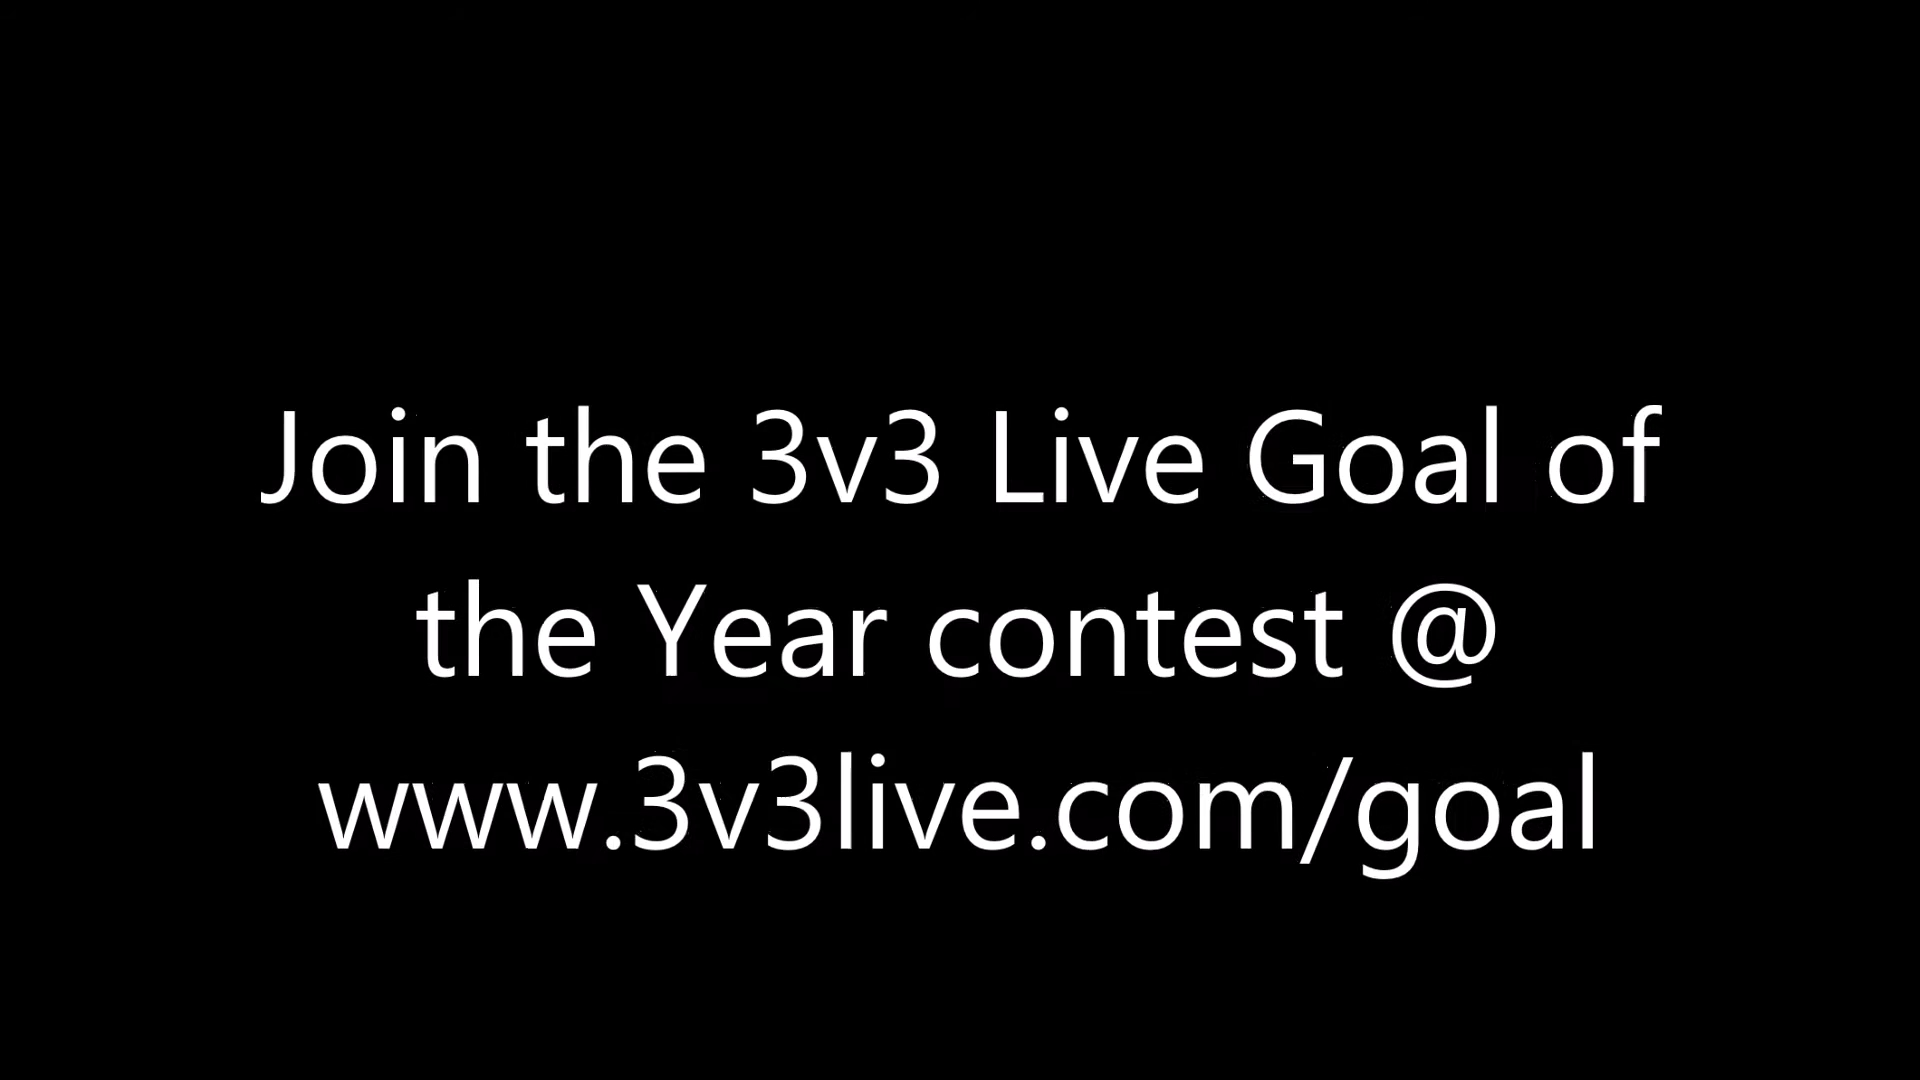 Join the 3v3 Live Goal of
the Year contest @
www.3v3live.com/goal